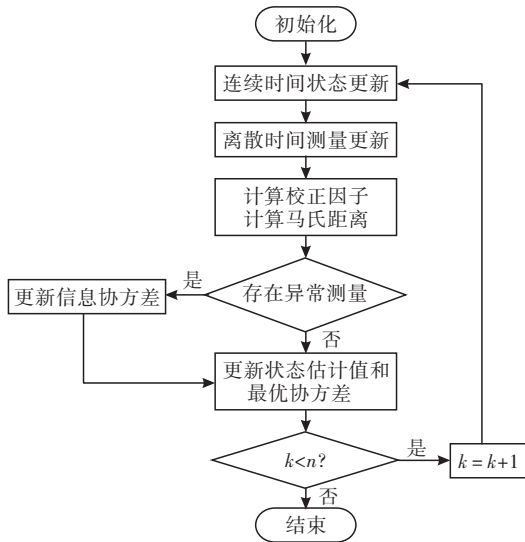 初始化
连续时间状态更新
离散时间测量更新
计算校正因子
计算马氏距离
存在异常测量
是
更新信息协方差
否
更新状态估计值和
最优协方差
k<n?
是
k=k+1
否
结束